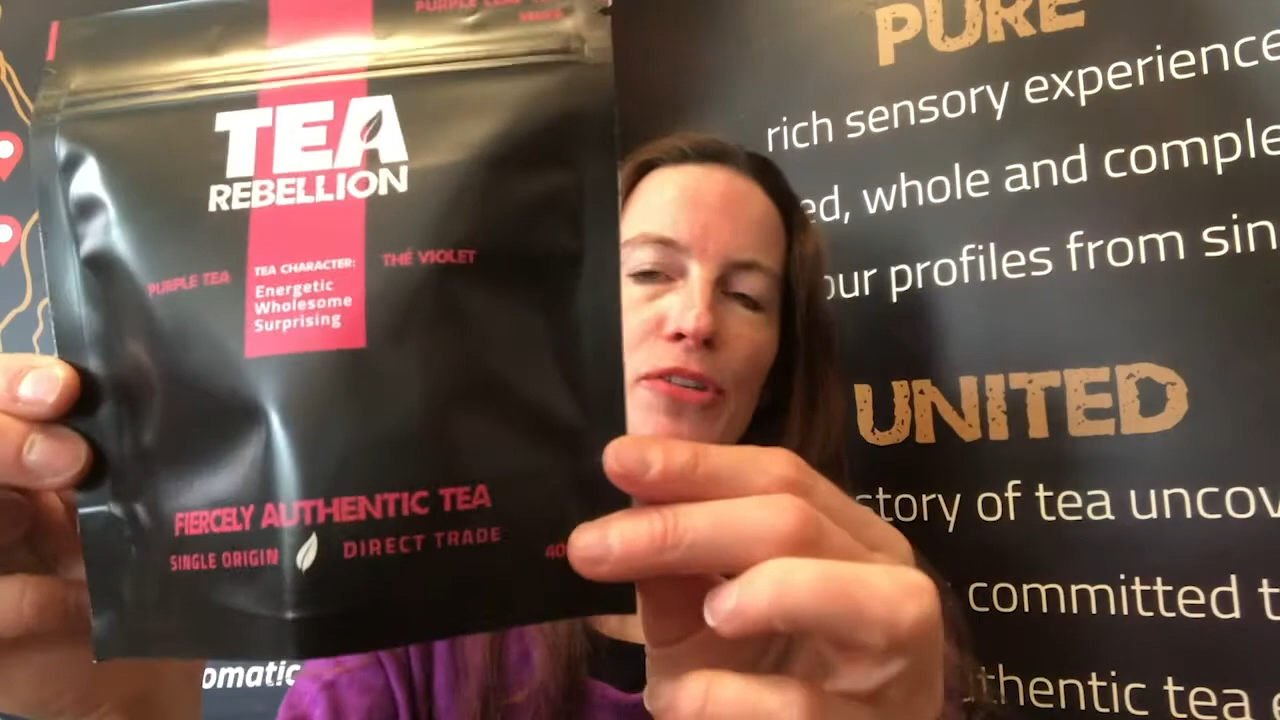 PURPLE LEAF
TEA
REBELLION
PURPLE TEA
TEA CHARACTER:
Energetic
Wholesome
Surprising
THÉ VIOLET
FIERCELY AUTHENTIC TEA
SINGLE ORIGIN
DIRECT TRADE
omatic
PURE
rich sensory experience
ed, whole and comple
our profiles from sin
UNITED
story of tea uncov
committed t
thentic tea